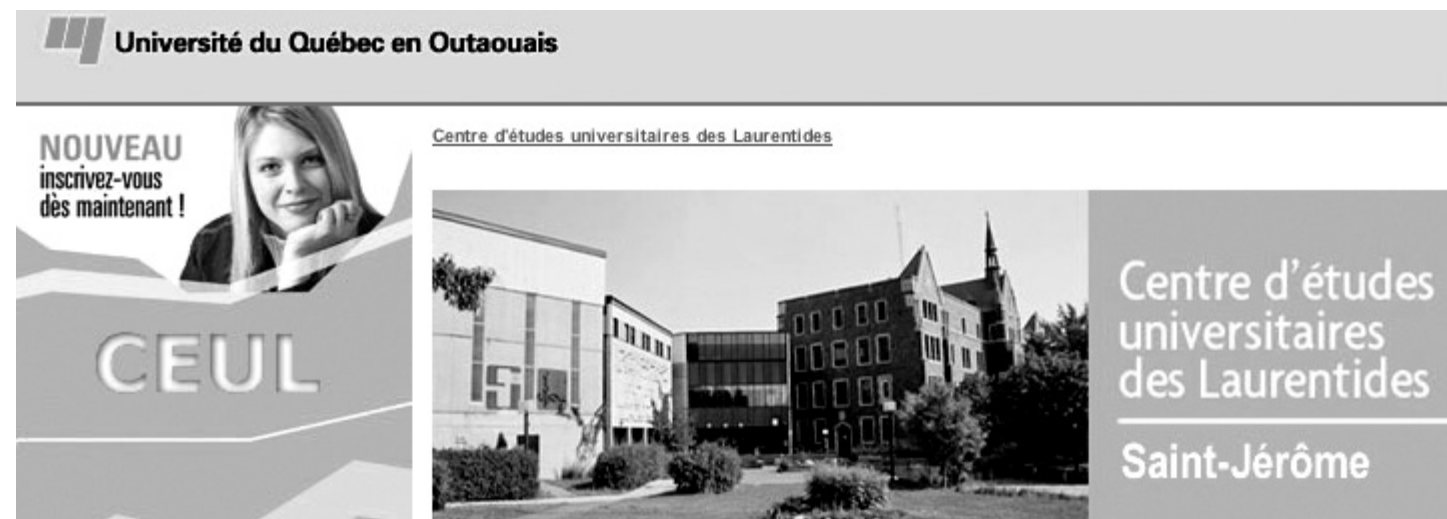 Université du Québec en Outaouais
NOUVEAU
inscrivez-vous
dès maintenant !
CEUL
Centre d'études universitaires des Laurentides
Centre d'études
universitaires
des Laurentides
Saint-Jérôme